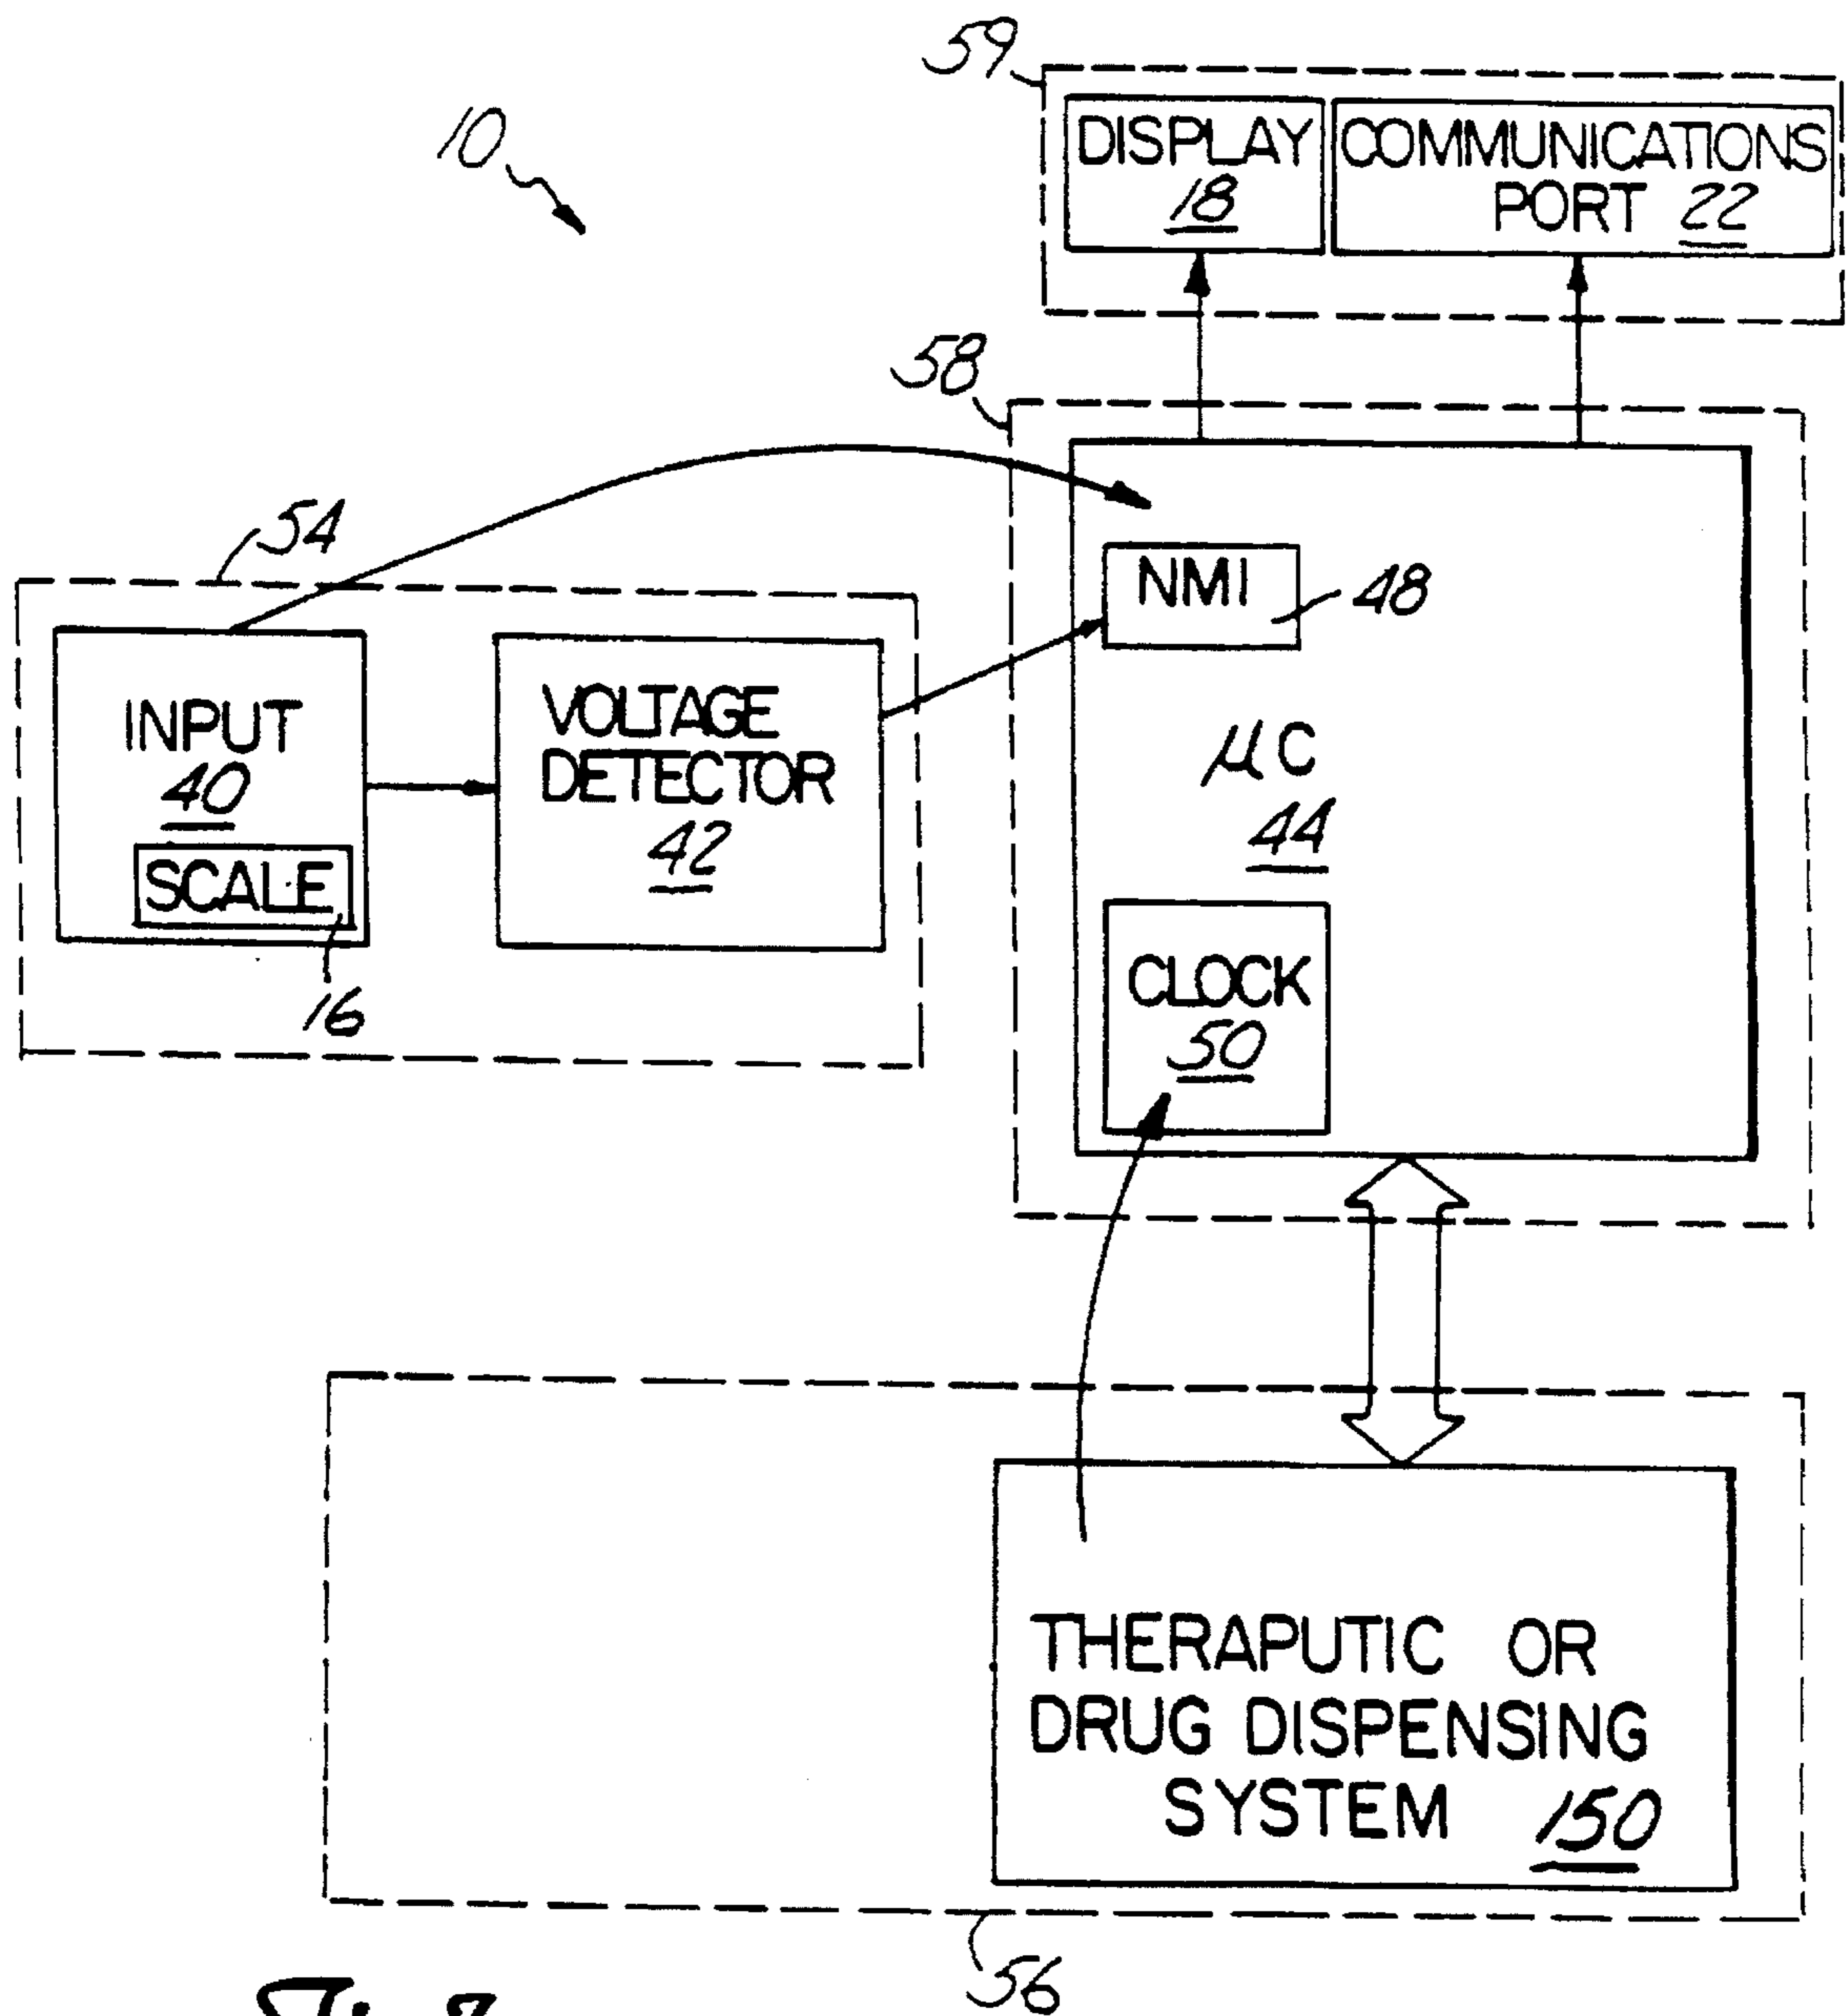 59
10
DISPLAY
18
COMMUNICATIONS
PORT 22
58
54
NMI
48
INPUT
40
SCALE
16
VOLTAGE
DETECTOR
42
μC
44
CLOCK
50
THERAPUTIC OR
DRUG DISPENSING
SYSTEM 150
56